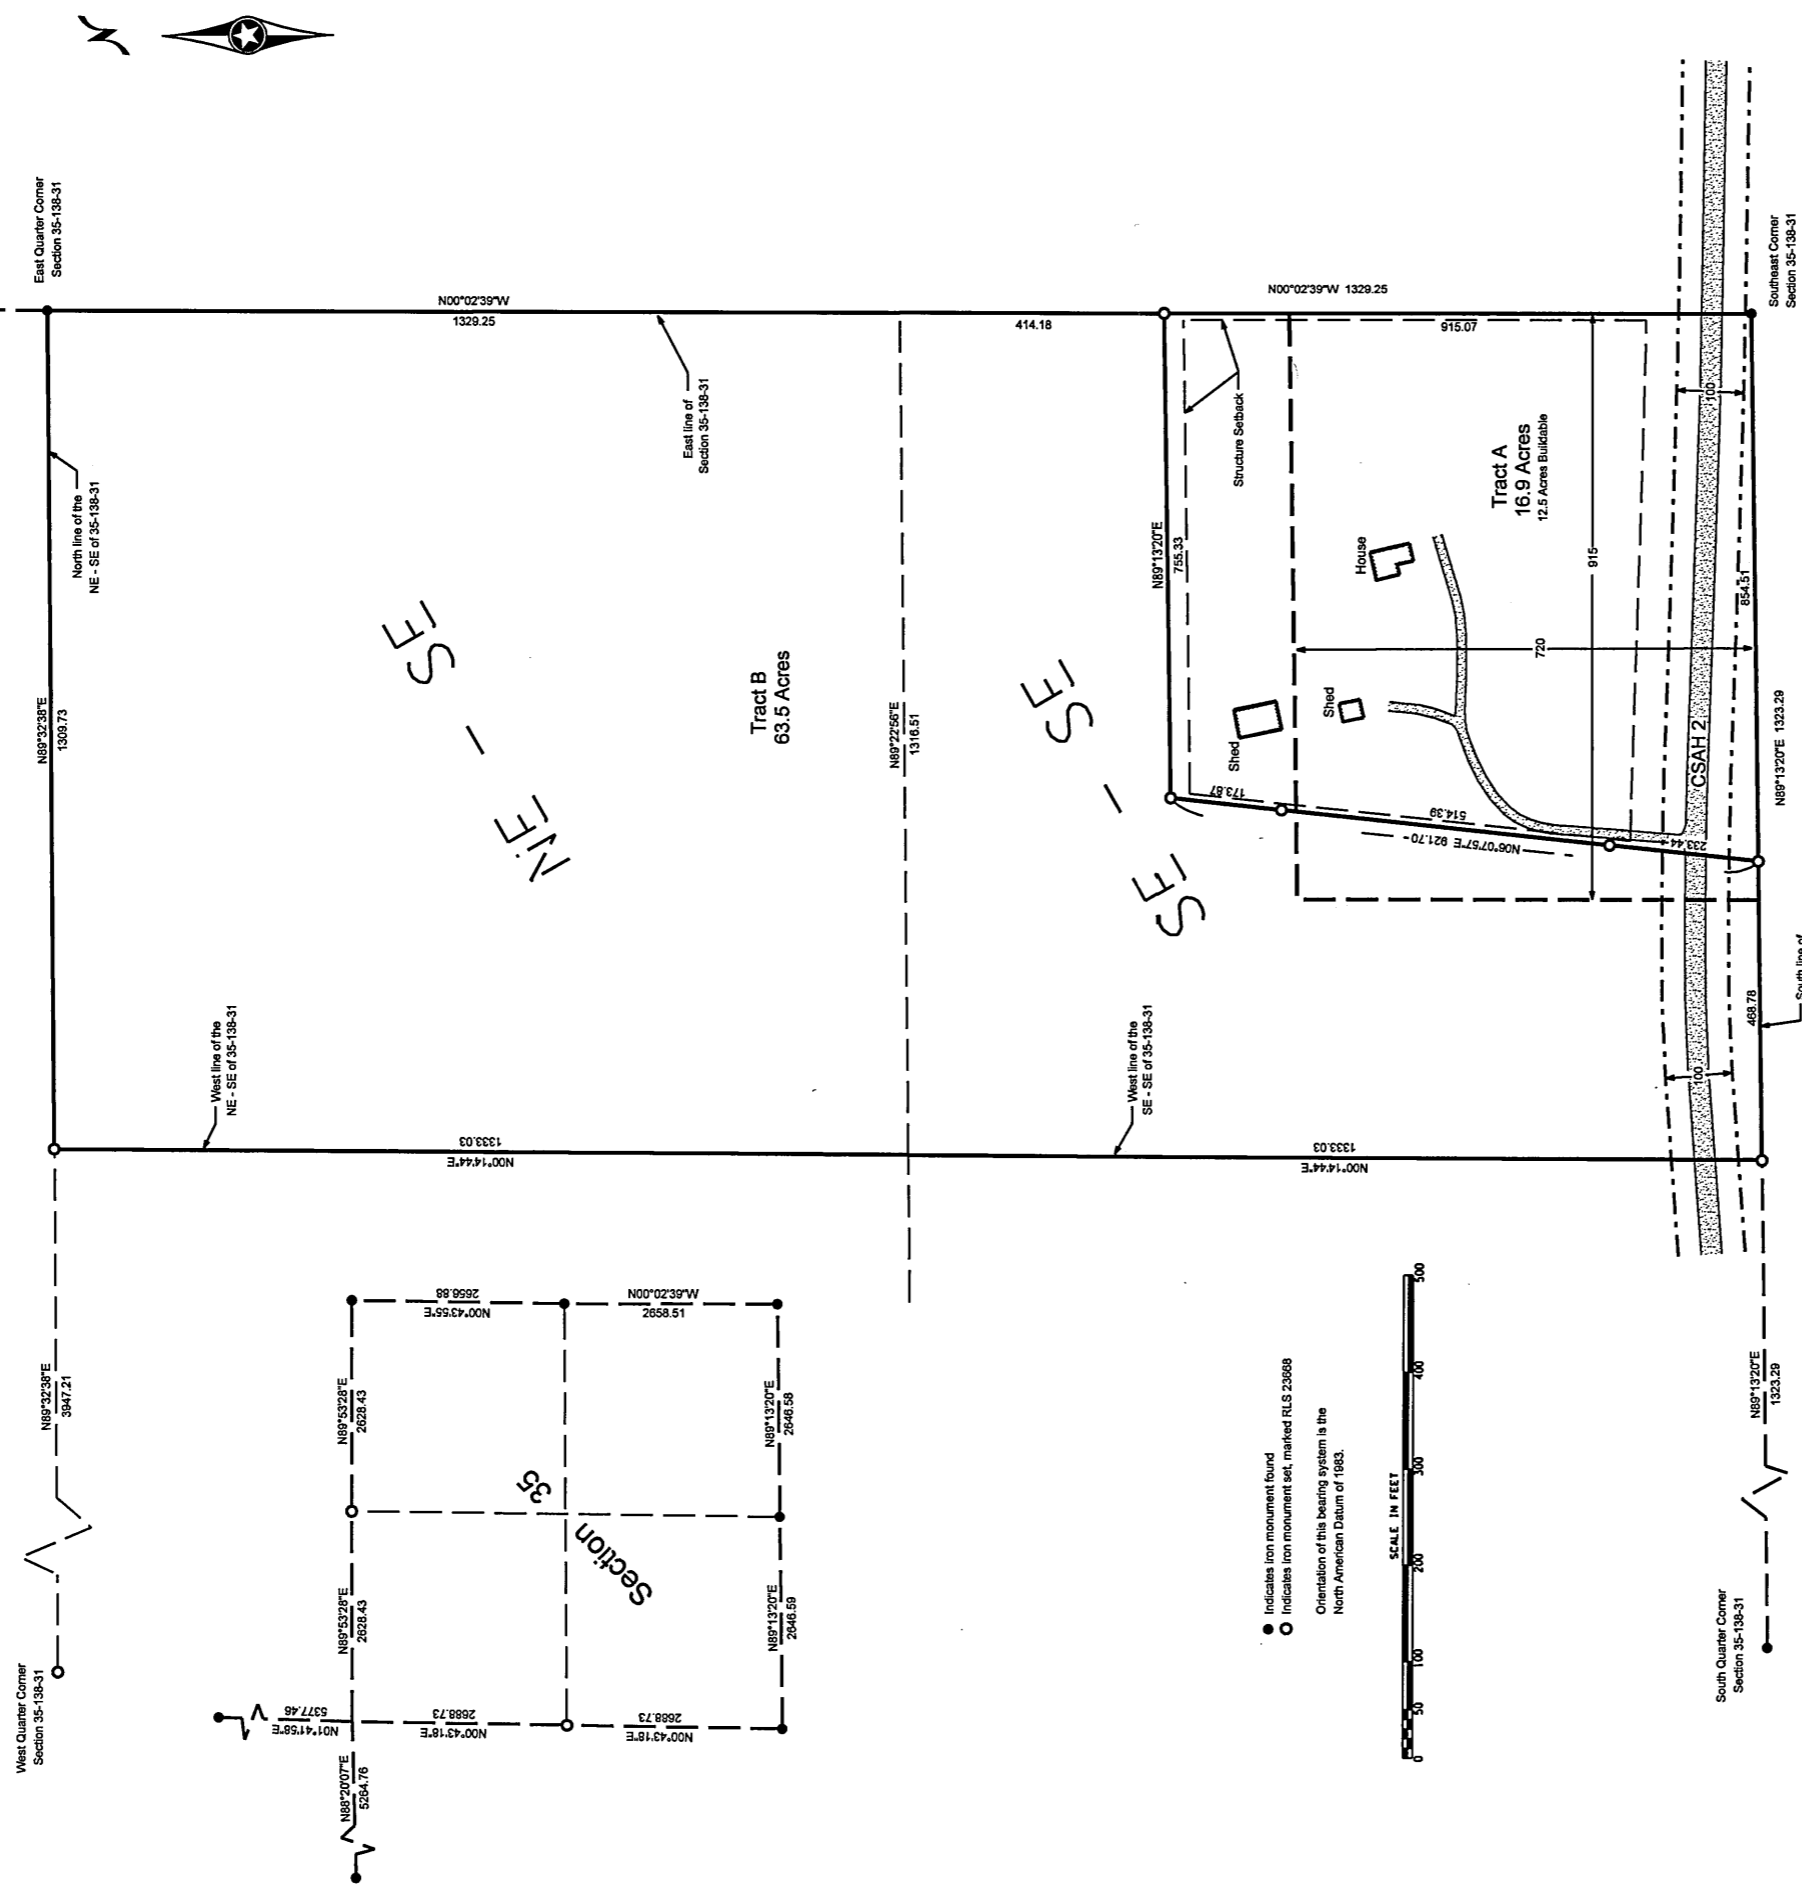 N
East Quarter Corner
Section 35-138-31
N00°02'39"W
1329.25
414.18
N00°02'39"W 1329.25
915.07
Southeast Corner
Section 35-138-31
North line of the
NE - SE of 35-138-31
East line of
Section 35-138-31
Structure Setback
100
Tract A
16.9 Acres
12.5 Acres Buildable
N89°13'20"E
755.33
House
915
854.51
720
N89°32'38"E
1309.73
NE - SE
Tract B
63.5 Acres
N89°22'56"E
1316.51
SE - SE
Shed
Shed
CSAH 2
N89°13'20"E 1323.29
173.87
514.39
N06°07'57"E 921.70
233.44
468.78
South line of
West line of the
NE - SE of 35-138-31
West line of the
SE - SE of 35-138-31
100
1333.03
N00°14'44"E
1333.03
N00°14'44"E
N89°32'38"E
3947.21
West Quarter Corner
Section 35-138-31
2656.88
N00°43'55"E
N00°02'39"W
2658.51
N89°53'28"E
2628.43
N89°13'20"E
2646.58
Section 35
N89°53'28"E
2628.43
N89°13'20"E
2646.59
5377.46
N01°41'58"E
2688.73
N00°43'18"E
2688.73
N00°43'18"E
N88°20'07"E
5264.76
Indicates iron monument found
Indicates iron monument set, marked RLS 23668
Orientation of this bearing system is the
North American Datum of 1983.
SCALE IN FEET
0 50 100 200 300 400 500
N89°13'20"E
1323.29
South Quarter Corner
Section 35-138-31